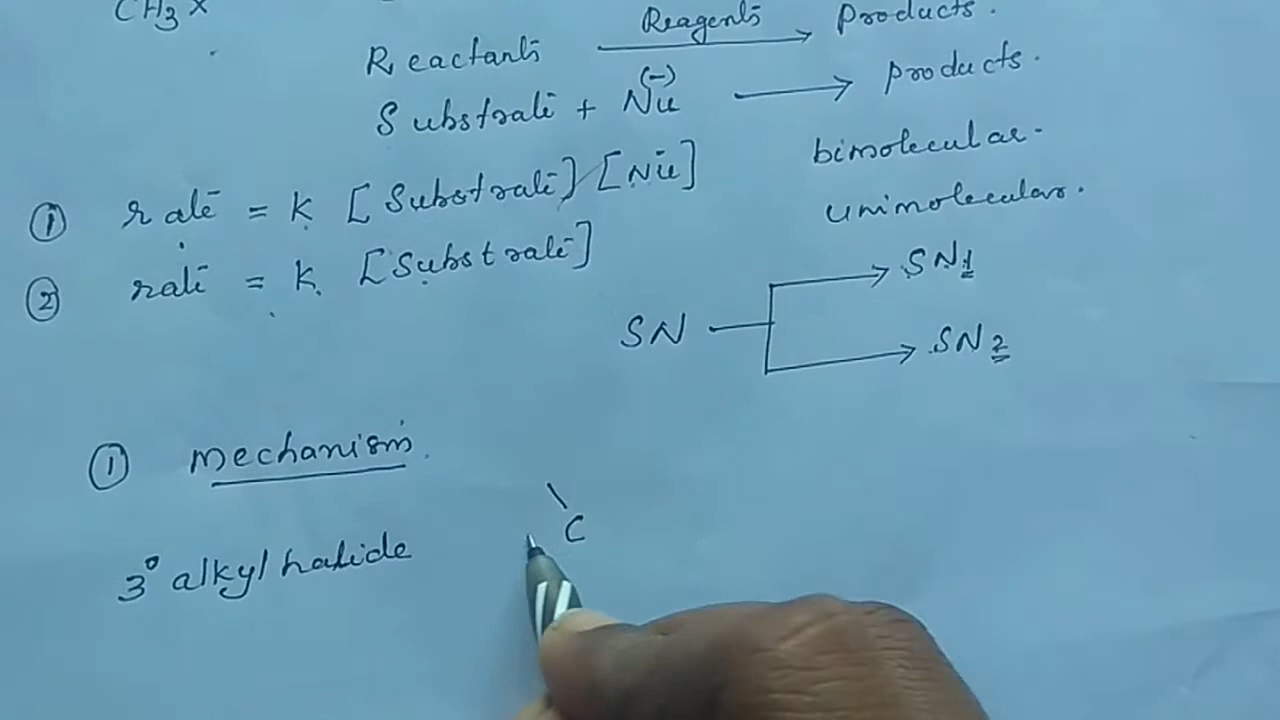 CH3X
Reactants Reagents → products.
Substrate + Nu(-) → products.
bimolecular.
unimolecular.
① rate = K [Substrate] [Nu]
② rate = K [Substrate]
SN → SN1
→ SN2
① mechanism.
3° alkyl halide
C